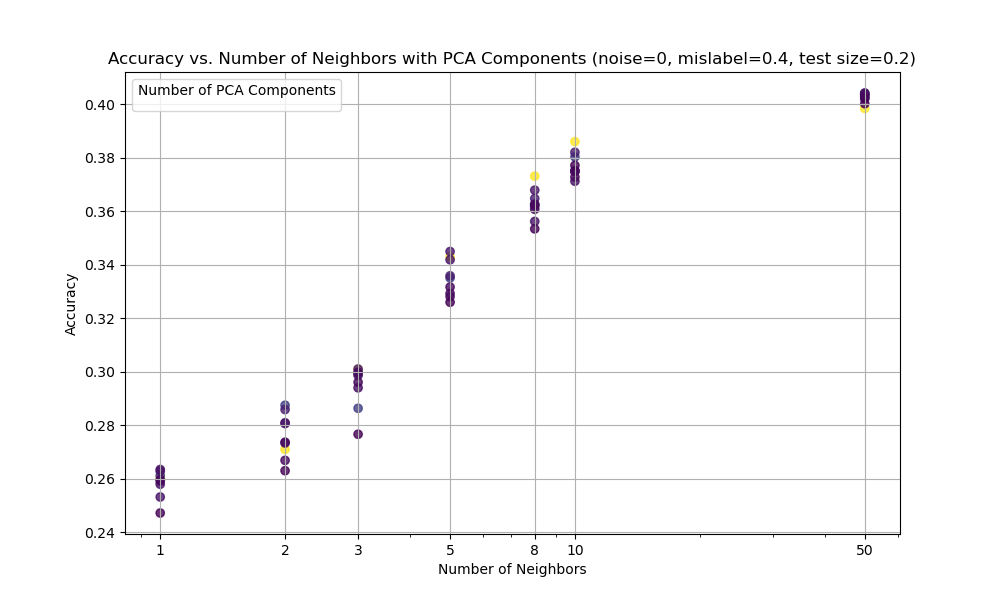 Accuracy vs. Number of Neighbors with PCA Components (noise=0, mislabel=0.4, test size=0.2)
Number of PCA Components
0.40
0.38
0.36
0.34
0.32
0.30
0.28
0.26
0.24
Accuracy
1 2 3 5 8 10 50
Number of Neighbors